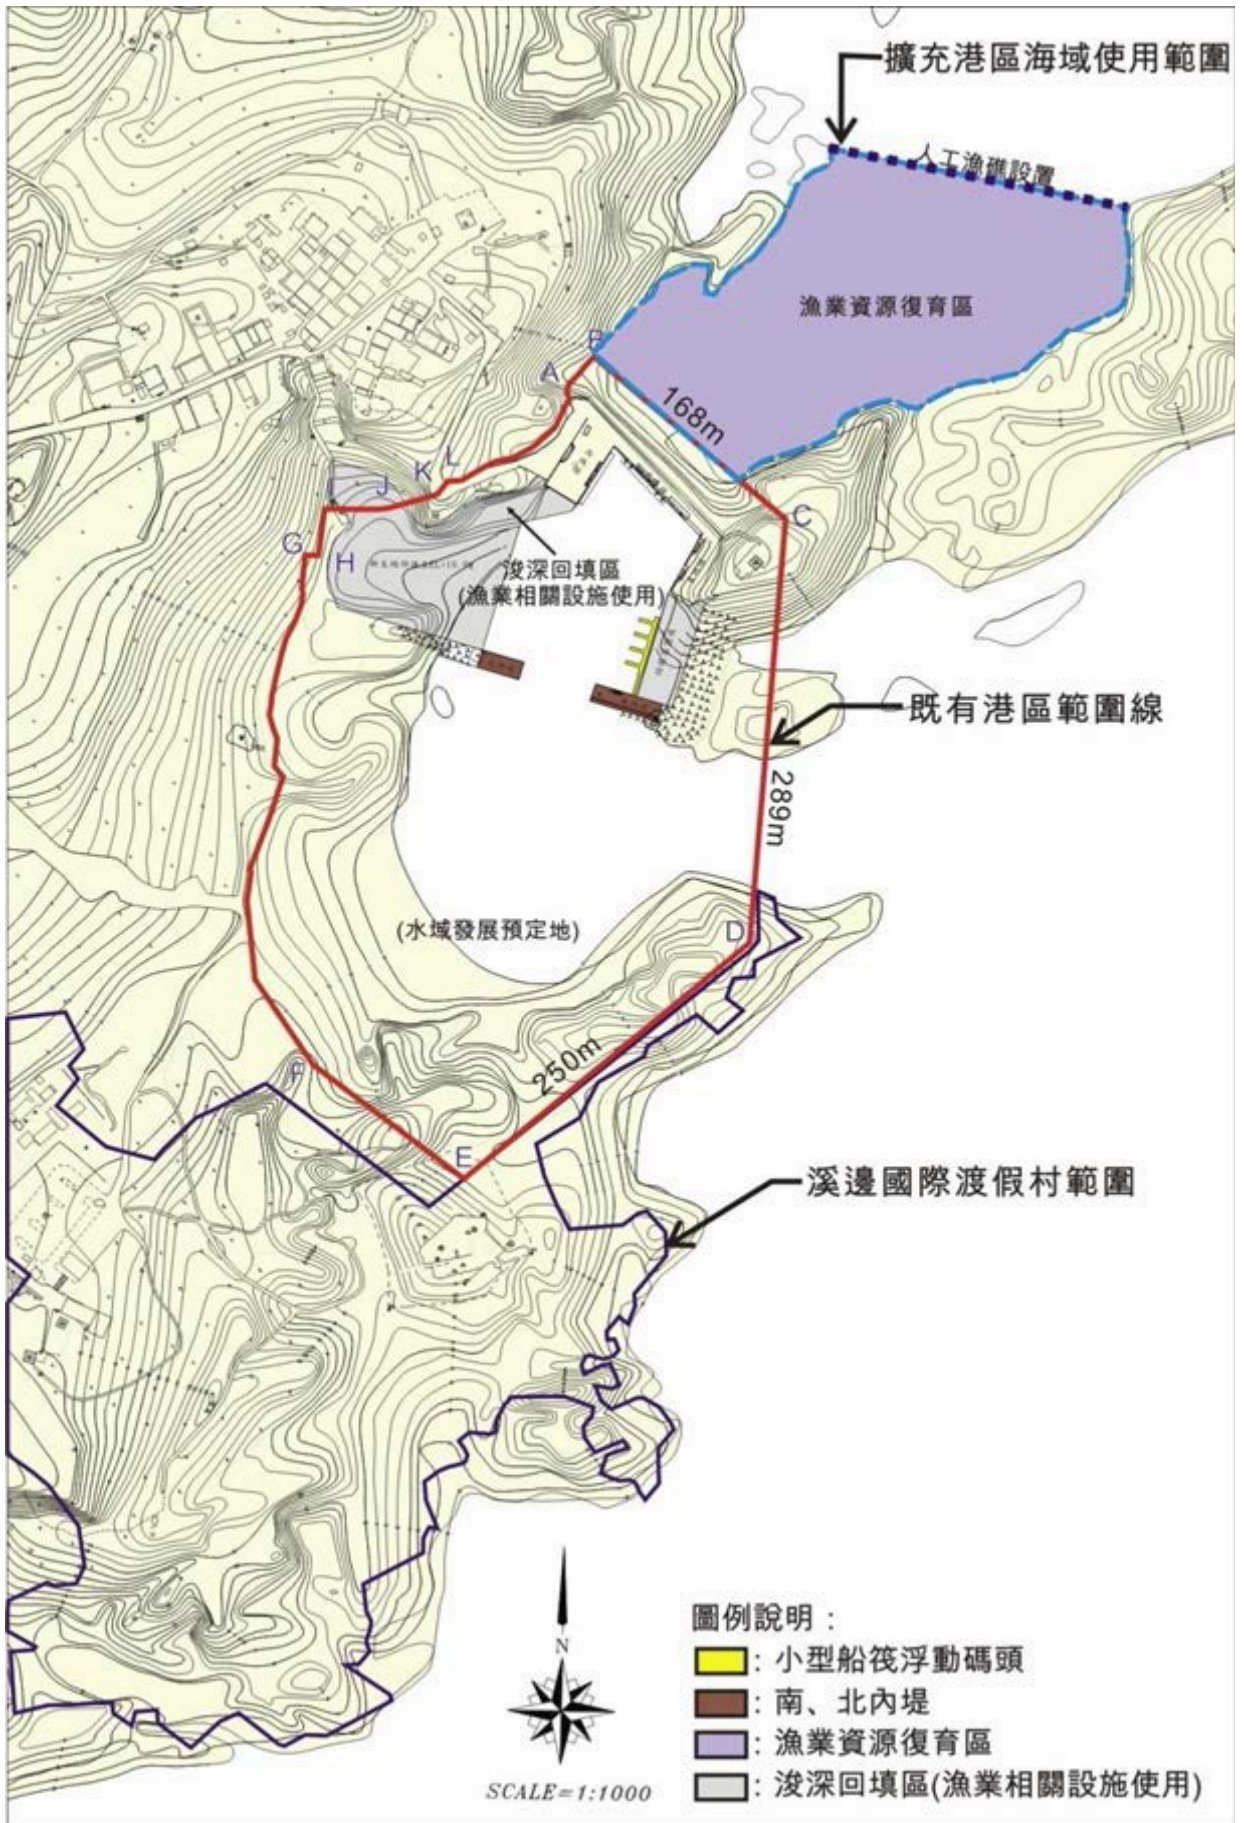 擴充港區海域使用範圍
人工漁礁設置
漁業資源復育區
B
A
168m
L
K
J
C
G
H
浚深回填區
(漁業相關設施使用)
既有港區範圍線
289m
(水域發展預定地)
D
250m
F
E
溪邊國際渡假村範圍
N
SCALE=1:1000
圖例說明：
：小型船筏浮動碼頭
：南、北內堤
：漁業資源復育區
：浚深回填區(漁業相關設施使用)